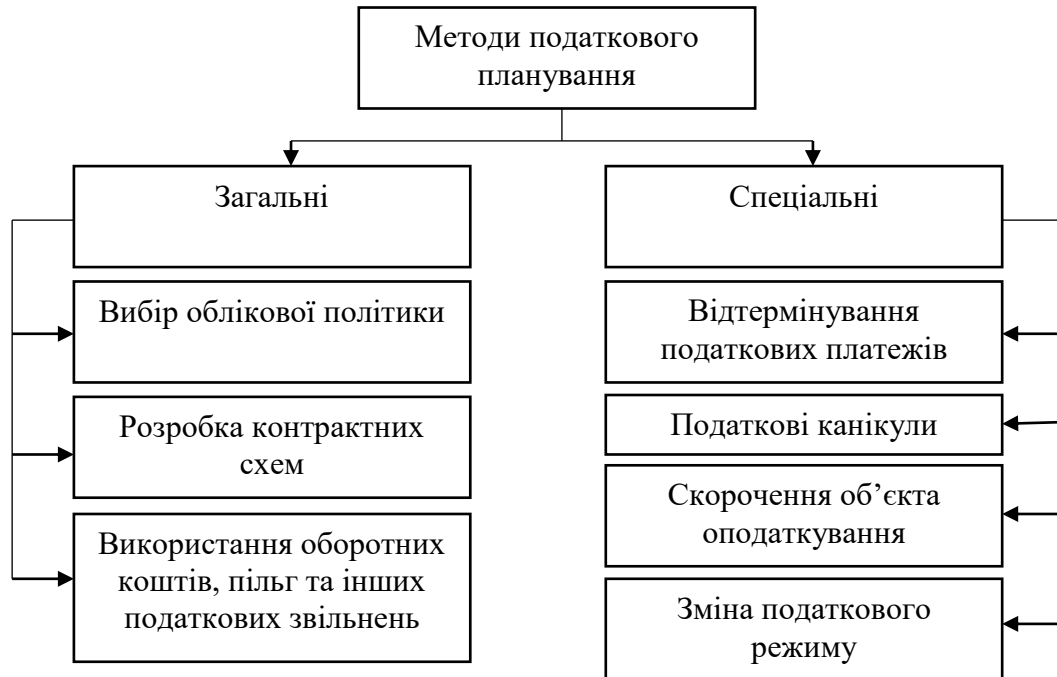 Методи податкового
планування
Загальні
Вибір облікової політики
Розробка контрактних
схем
Використання оборотних
коштів, пільг та інших
податкових звільнень
Спеціальні
Відтермінування
податкових платежів
Податкові канікули
Скорочення об’єкта
оподаткування
Зміна податкового
режиму